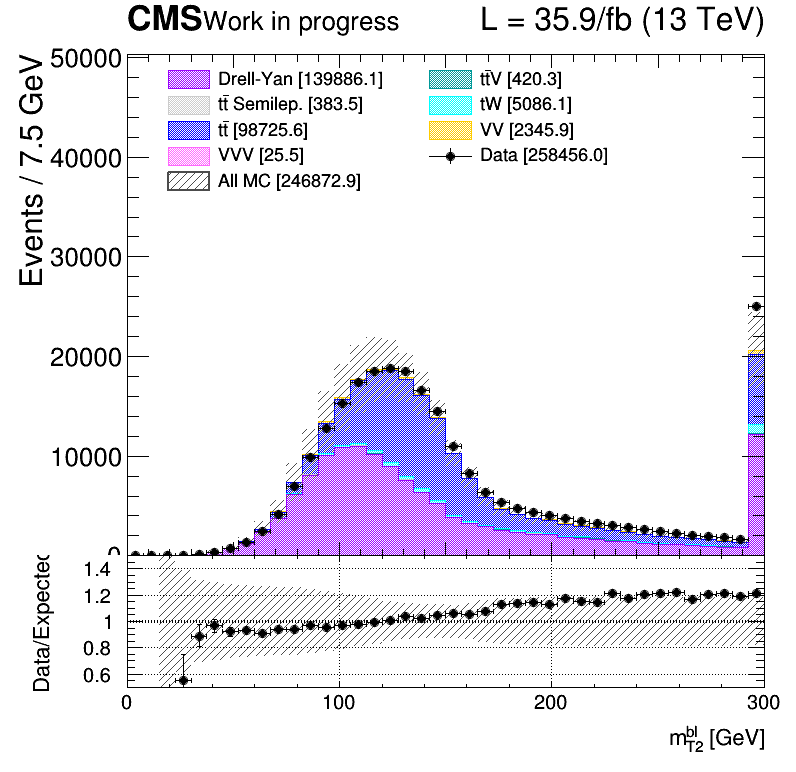 CMS Work in progress L = 35.9/fb (13 TeV)
Events / 7.5 GeV
50000
40000
30000
20000
10000
0
Drell-Yan [139886.1]
tt̄ Semilep. [383.5]
tt̄ [98725.6]
VVV [25.5]
All MC [246872.9]
tt̄V [420.3]
tW [5086.1]
VV [2345.9]
Data [258456.0]
Data/Expected
1.4
1.2
1
0.8
0.6
0 100 200 300
m_T2^bl [GeV]